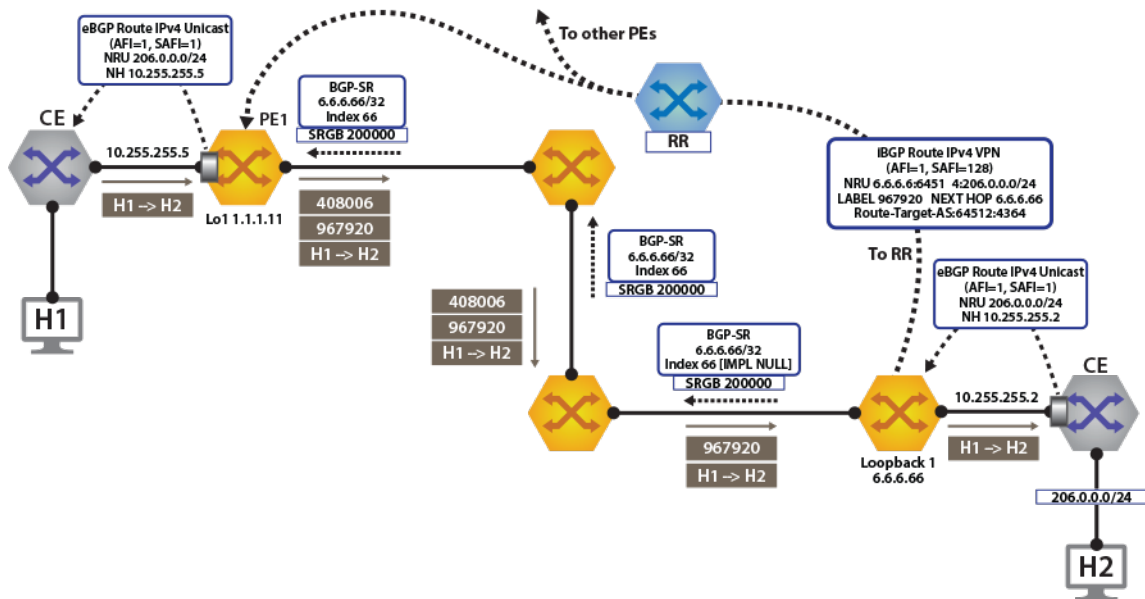 eBGP Route IPv4 Unicast
(AFI=1, SAFI=1)
NRU 206.0.0.0/24
NH 10.255.255.5
To other PEs
CE
PE1
BGP-SR
6.6.6.66/32
Index 66
SRGB 200000
RR
10.255.255.5
H1 --> H2
Lo1 1.1.1.11
408006
967920
H1 --> H2
iBGP Route IPv4 VPN
(AFI=1, SAFI=128)
NRU 6.6.6.6:6451 4:206.0.0.0/24
LABEL 967920 NEXT HOP 6.6.6.66
Route-Target-AS:64512:4364
BGP-SR
6.6.6.66/32
Index 66
SRGB 200000
To RR
eBGP Route IPv4 Unicast
(AFI=1, SAFI=1)
NRU 206.0.0.0/24
NH 10.255.255.2
H1
408006
967920
H1 --> H2
BGP-SR
6.6.6.66/32
Index 66 [IMPL NULL]
SRGB 200000
CE
10.255.255.2
967920
H1 --> H2
Loopback 1
6.6.6.66
H1 --> H2
206.0.0.0/24
H2